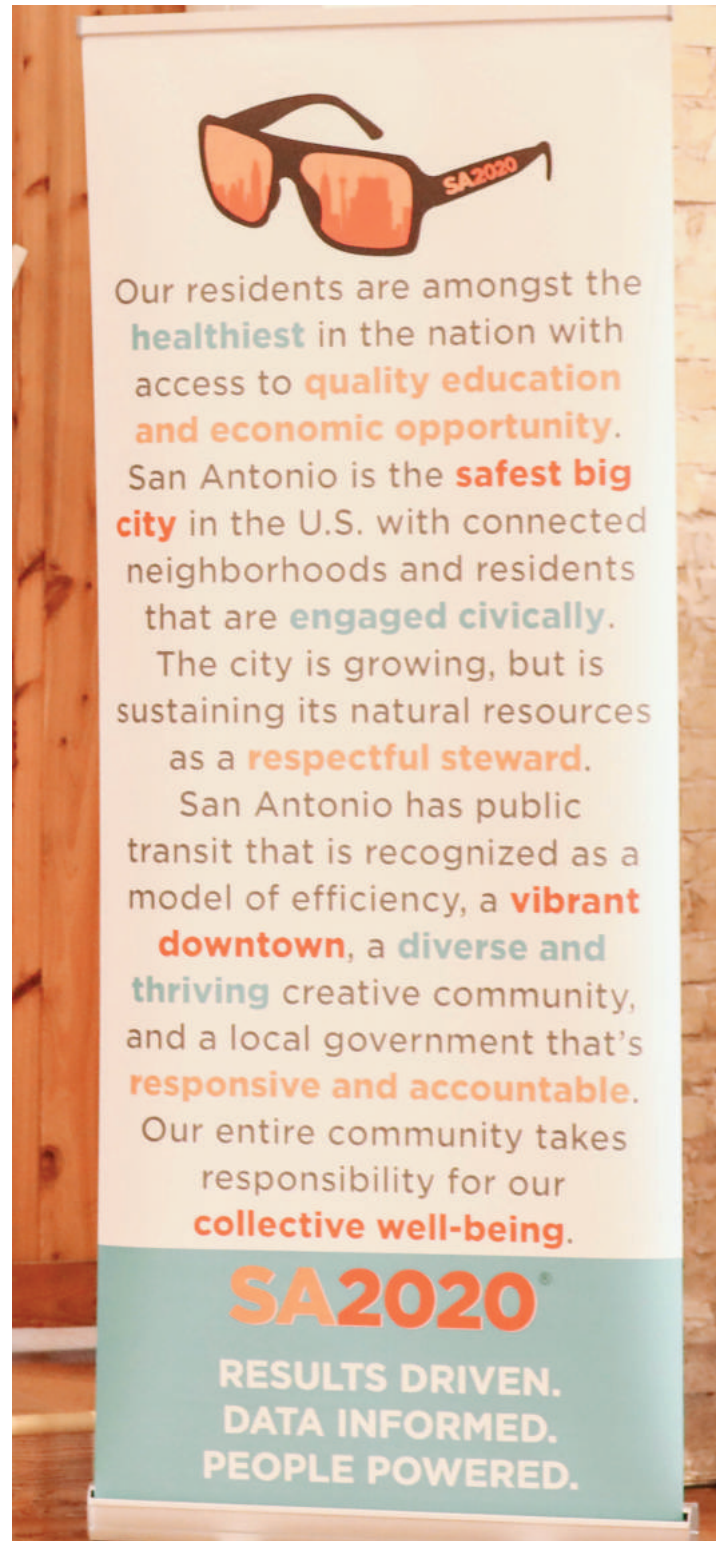 SA2020
Our residents are amongst the
healthiest in the nation with
access to quality education
and economic opportunity.
San Antonio is the safest big
city in the U.S. with connected
neighborhoods and residents
that are engaged civically.
The city is growing, but is
sustaining its natural resources
as a respectful steward.
San Antonio has public
transit that is recognized as a
model of efficiency, a vibrant
downtown, a diverse and
thriving creative community,
and a local government that’s
responsive and accountable.
Our entire community takes
responsibility for our
collective well-being.
SA2020®
RESULTS DRIVEN.
DATA INFORMED.
PEOPLE POWERED.